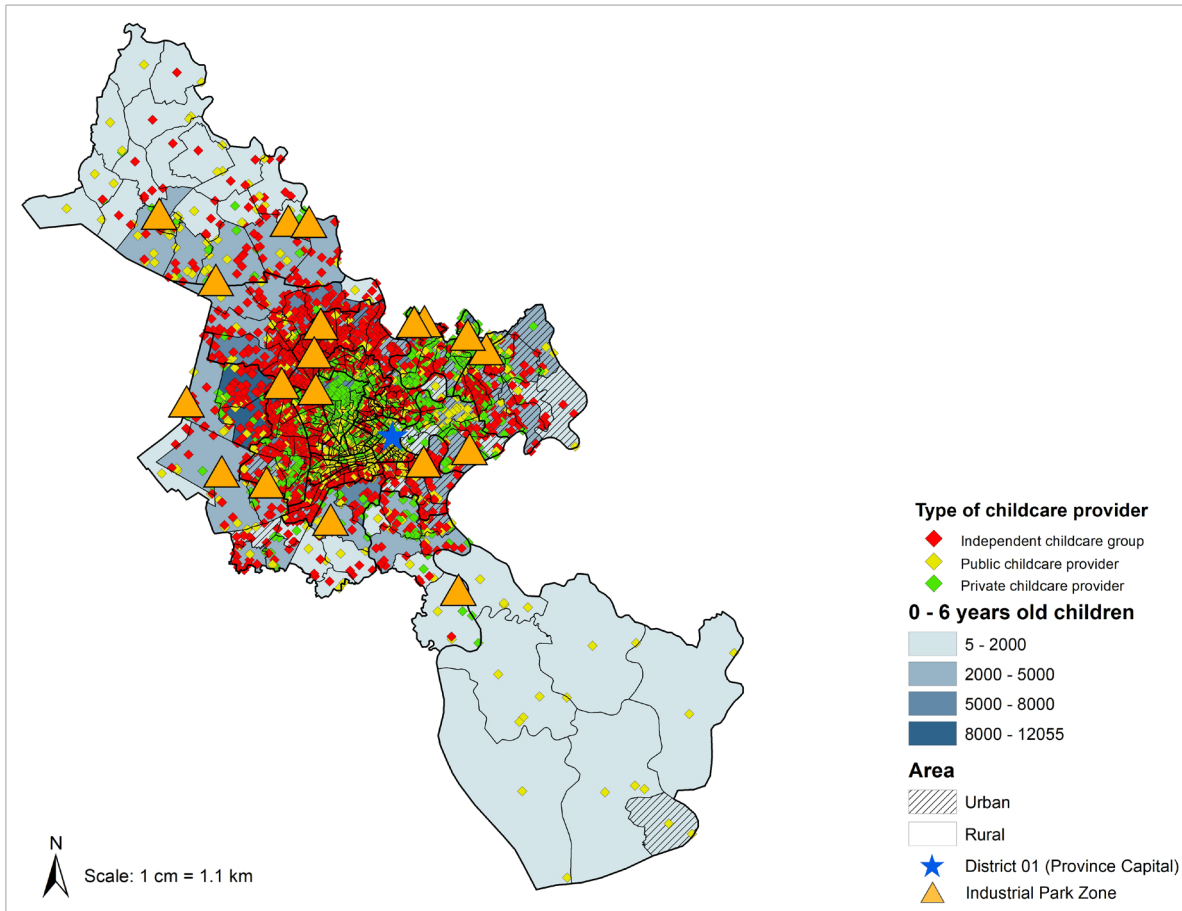 Type of childcare provider
Independent childcare group
Public childcare provider
Private childcare provider
0 - 6 years old children
5 - 2000
2000 - 5000
5000 - 8000
8000 - 12055
Area
Urban
Rural
District 01 (Province Capital)
Industrial Park Zone
N
Scale: 1 cm = 1.1 km